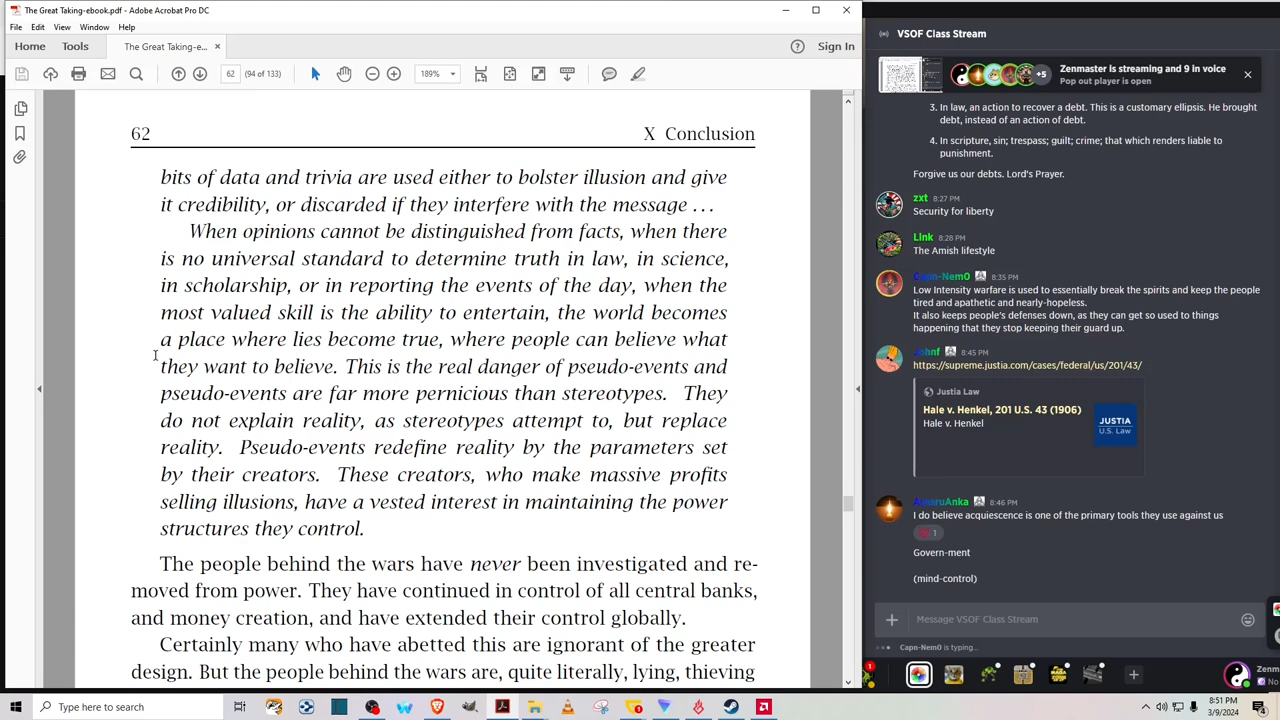 The Great Taking-ebook.pdf - Adobe Acrobat Pro DC
File Edit View Window Help
Home Tools The Great Taking-e... ×
Sign In
62 (94 of 133) 189%
62 X Conclusion
bits of data and trivia are used either to bolster illusion and give
it credence, or discarded if they interfere with the message …
When opinions cannot be distinguished from facts, when there
is no universal standard to determine truth in law, in science,
in scholarship, or in reporting the events of the day, when the
most valued skill is the ability to entertain, the world becomes
a place where lies become true, where people can believe what
they want to believe. This is the real danger of pseudo-events and
pseudo-events are far more pernicious than stereotypes. They
do not explain reality, as stereotypes attempt to, but replace
reality. Pseudo-events redefine reality by the parameters set
by their creators. These creators, who make massive profits
selling illusions, have a vested interest in maintaining the power
structures they control.
The people behind the wars have never been investigated and re-
moved from power. They have continued in control of all central banks,
and money creation, and have extended their control globally.
Certainly many who have abetted this are ignorant of the greater
design. But the people behind the wars are, quite literally, lying, thieving
VSOF Class Stream
+5
Zenmaster is streaming and 9 in voice
Pop out player is open
3. In law, an action to recover a debt. This is a customary ellipsis. He brought
debt, instead of an action of debt.
4. In scripture, sin; trespass; guilt; crime; that which renders liable to
punishment.
Forgive us our debts. Lord's Prayer.
zxt 8:27 PM
Security for liberty
Link 8:28 PM
The Amish lifestyle
Capn-Nem0 8:35 PM
Low Intensity warfare is used to essentially break the spirits and keep the people
tired and apathetic and nearly-hopeless.
It also keeps people's defenses down, as they can get so used to things
happening that they stop keeping their guard up.
Johnf 8:45 PM
https://supreme.justia.com/cases/federal/us/201/43/
Justia Law
Hale v. Henkel, 201 U.S. 43 (1906)
Hale v. Henkel
JUSTIA
U.S. Law
8:46 PM
I do believe acquiescence is one of the primary tools they use against us
1
Govern-ment
(mind-control)
Message VSOF Class Stream
Capn-Nem0 is typing...
1
Zenm
No
Type here to search
8:51 PM
3/9/2024
4